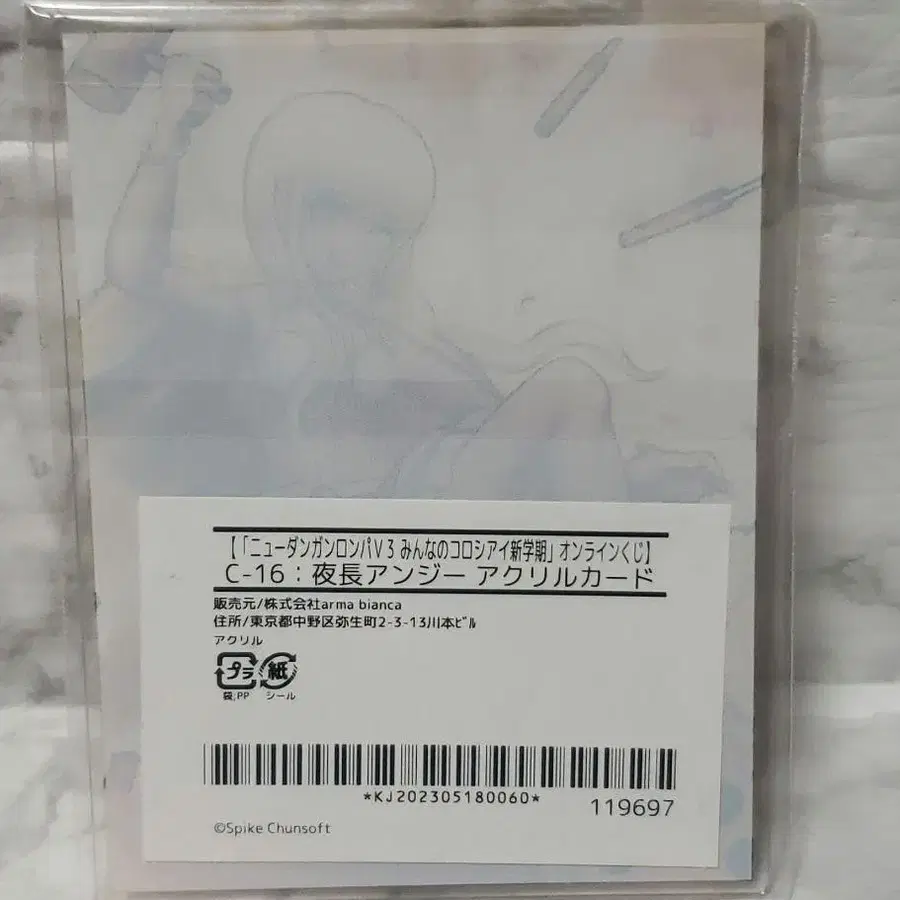 【「ニューダンガンロンパV3 みんなのコロシアイ新学期」オンラインくじ】
C-16：夜長アンジー アクリルカード
販売元/株式会社arma bianca
住所/東京都中野区弥生町2-3-13川本ﾋﾞﾙ
アクリル
プラ 紙
袋;PP シール
*KJ202305180060*
119697
©Spike Chunsoft